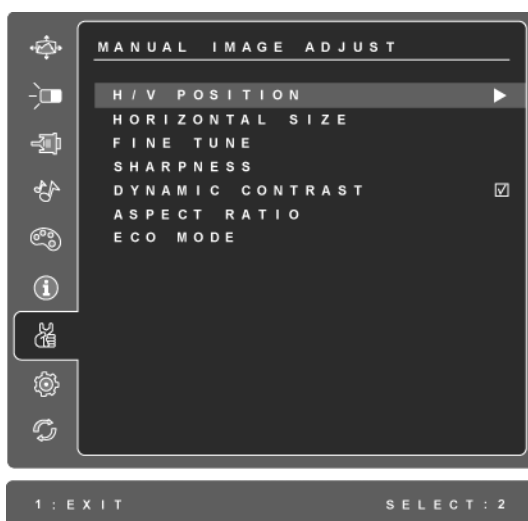 MANUAL IMAGE ADJUST
H/V POSITION
HORIZONTAL SIZE
FINE TUNE
SHARPNESS
DYNAMIC CONTRAST
ASPECT RATIO
ECO MODE
1:EXIT SELECT:2